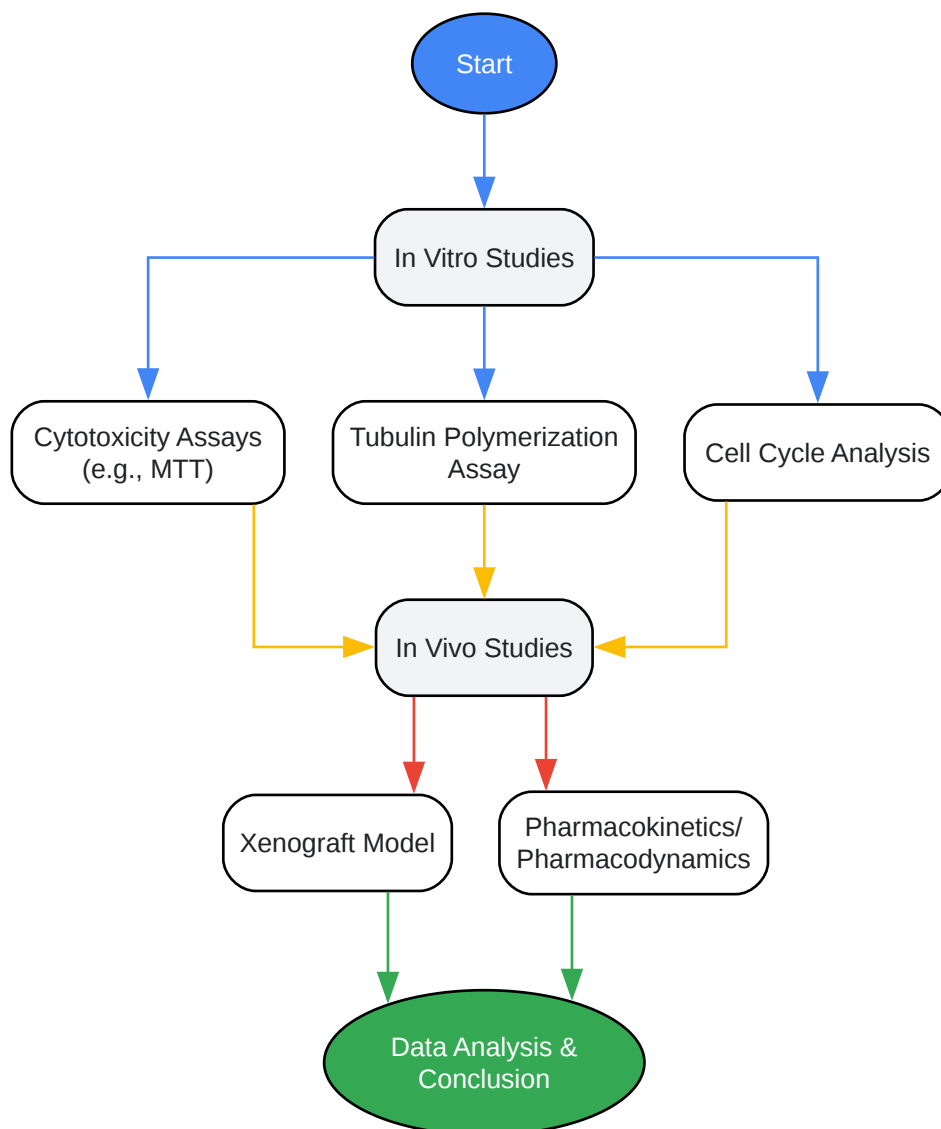 Start
In Vitro Studies
Cytotoxicity Assays
(e.g., MTT)
Tubulin Polymerization
Assay
Cell Cycle Analysis
In Vivo Studies
Xenograft Model
Pharmacokinetics/
Pharmacodynamics
Data Analysis &
Conclusion